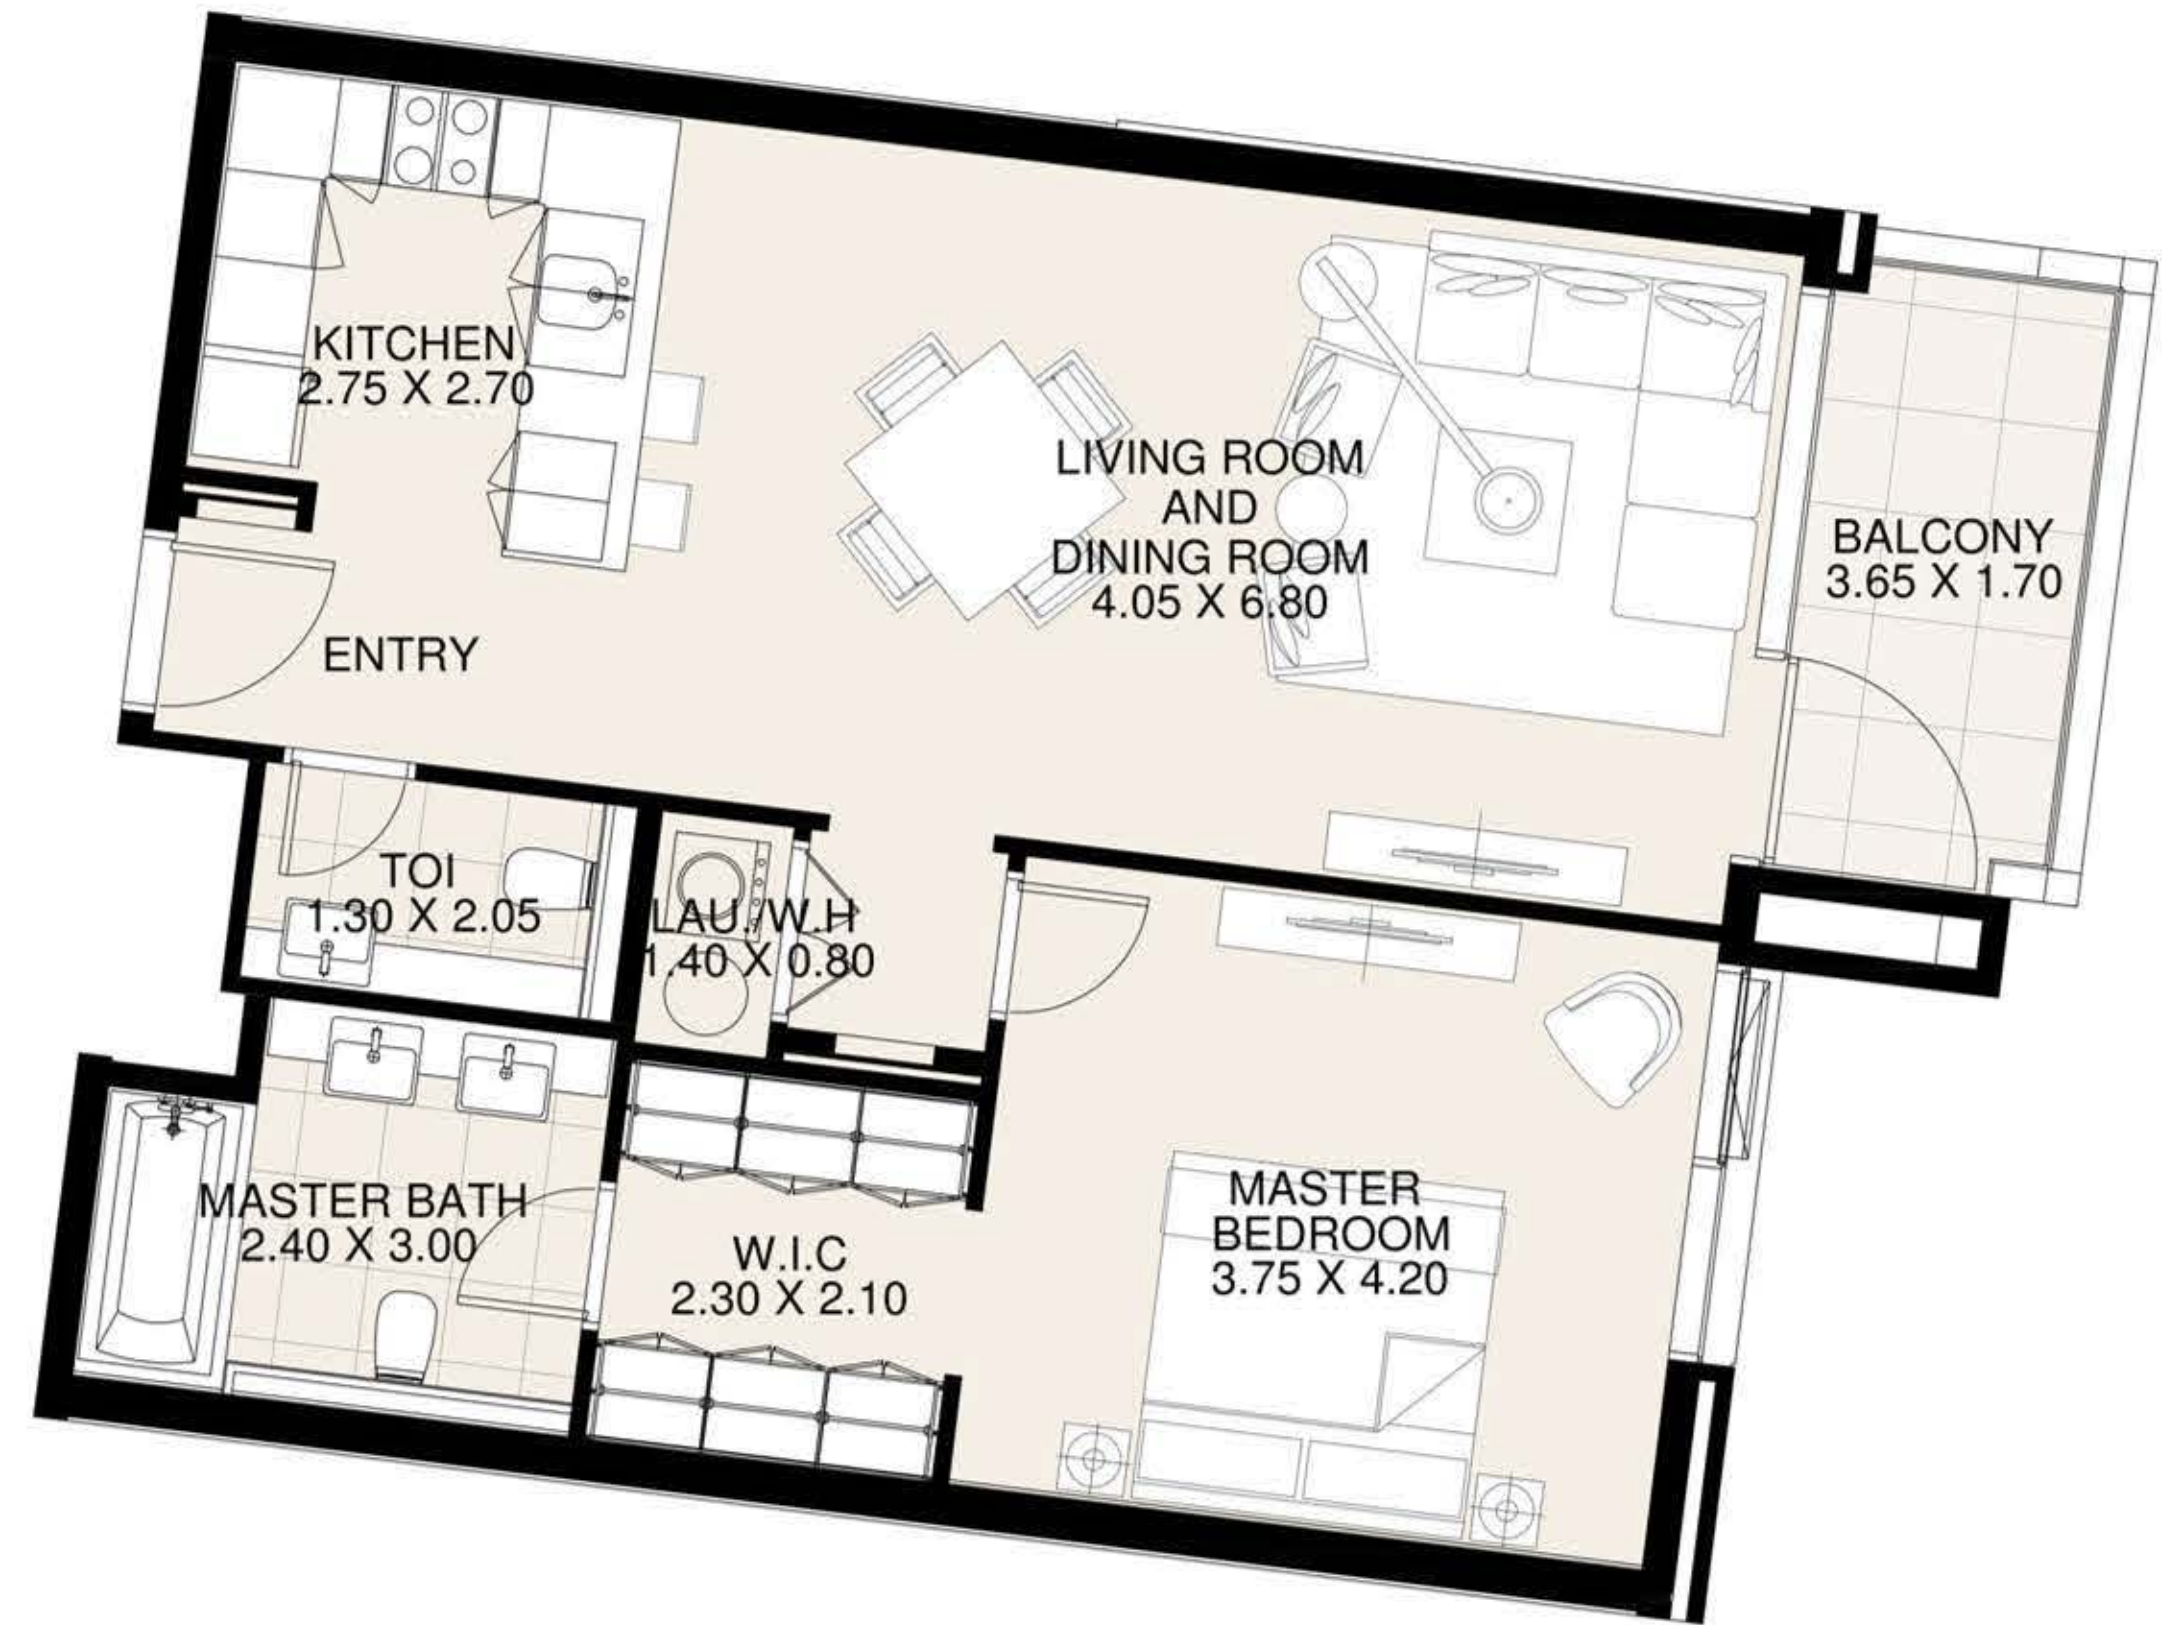 KITCHEN
2.75 X 2.70
LIVING ROOM
AND
DINING ROOM
4.05 X 6.80
BALCONY
3.65 X 1.70
ENTRY
TOI
1.30 X 2.05
LAU./W.H
1.40 X 0.80
MASTER BATH
2.40 X 3.00
W.I.C
2.30 X 2.10
MASTER
BEDROOM
3.75 X 4.20